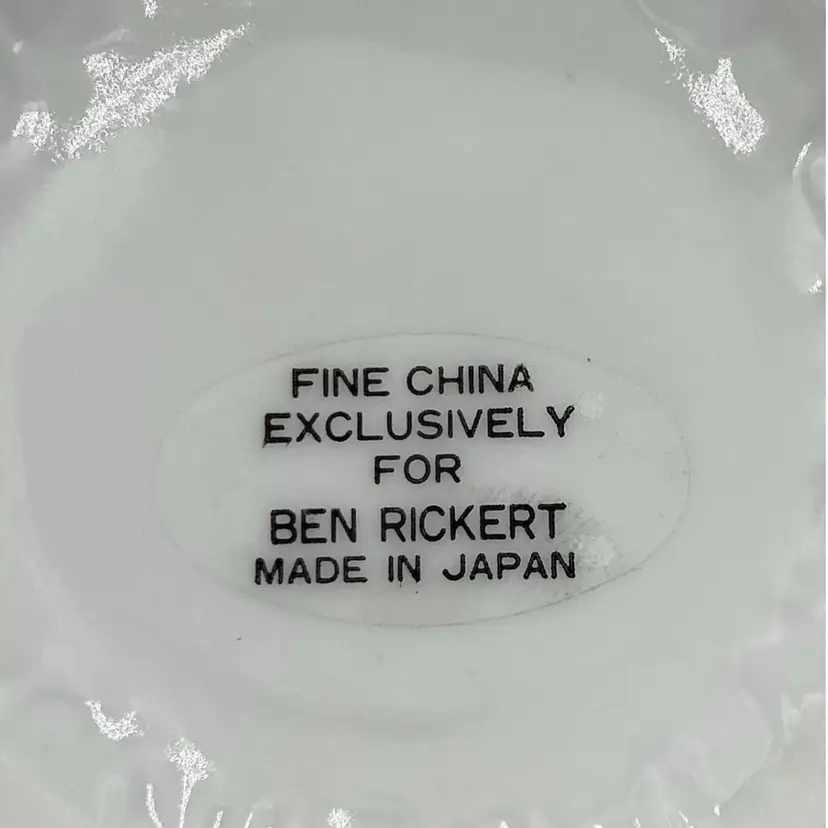 FINE CHINA
EXCLUSIVELY
FOR
BEN RICKERT
MADE IN JAPAN